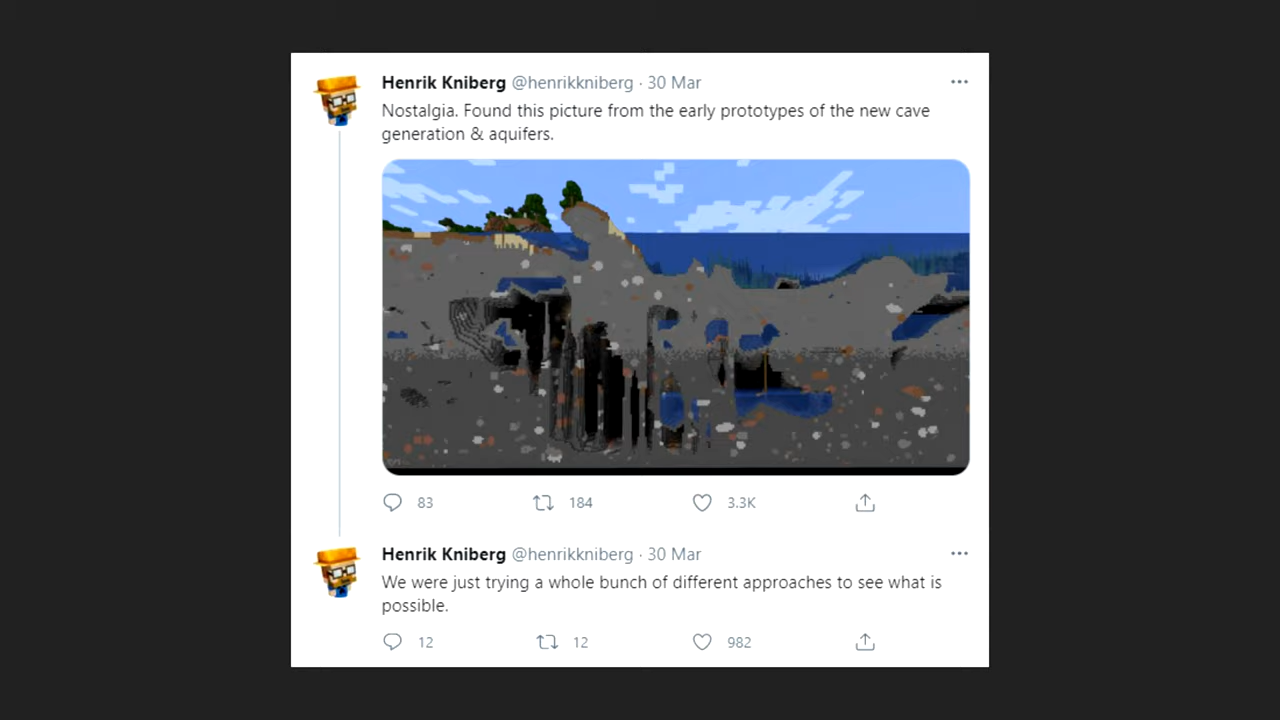 Henrik Kniberg @henrikkniberg · 30 Mar
Nostalgia. Found this picture from the early prototypes of the new cave
generation & aquifers.
83 184 3.3K
Henrik Kniberg @henrikkniberg · 30 Mar
We were just trying a whole bunch of different approaches to see what is
possible.
12 12 982